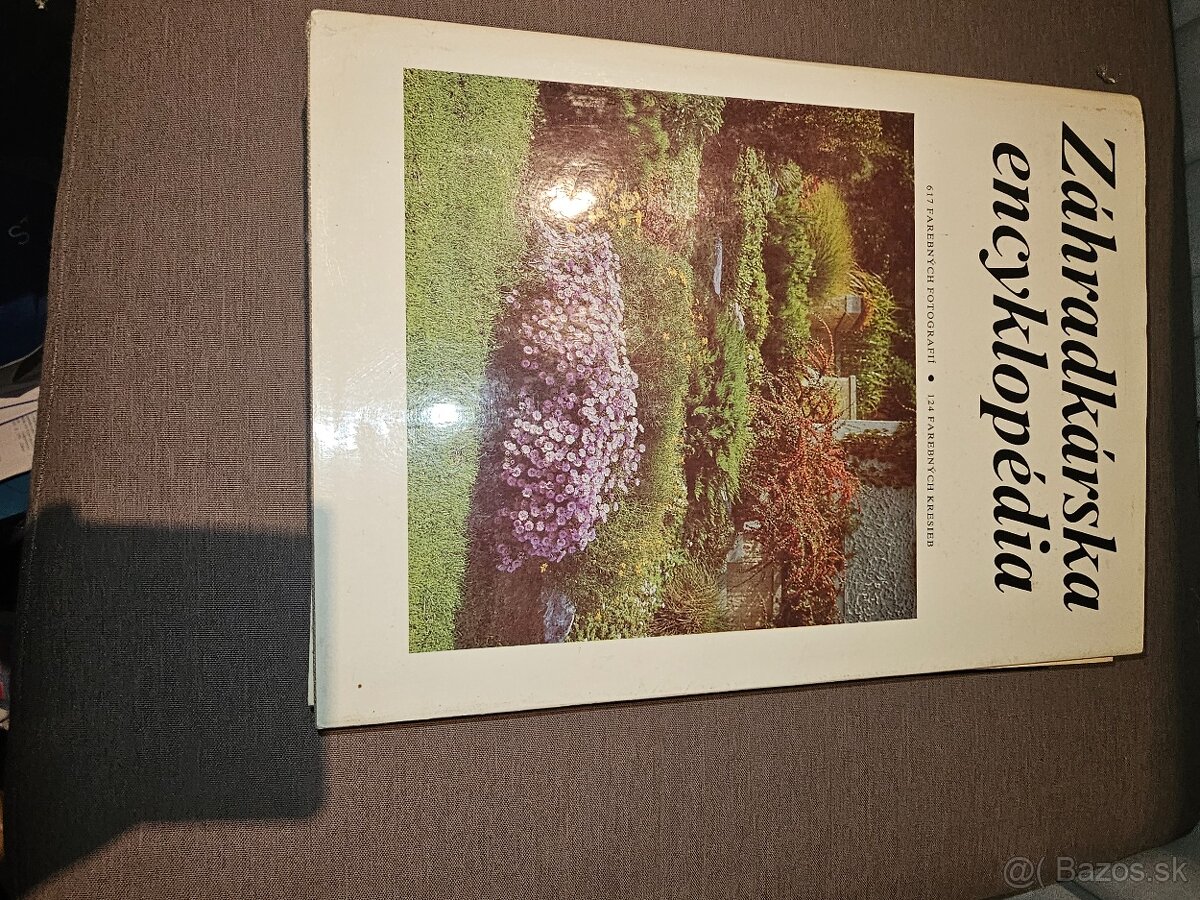 Záhradkárska
encyklopédia
617 FAREBNÝCH FOTOGRAFIÍ ● 124 FAREBNÝCH KRESIEB
@( Bazos.sk